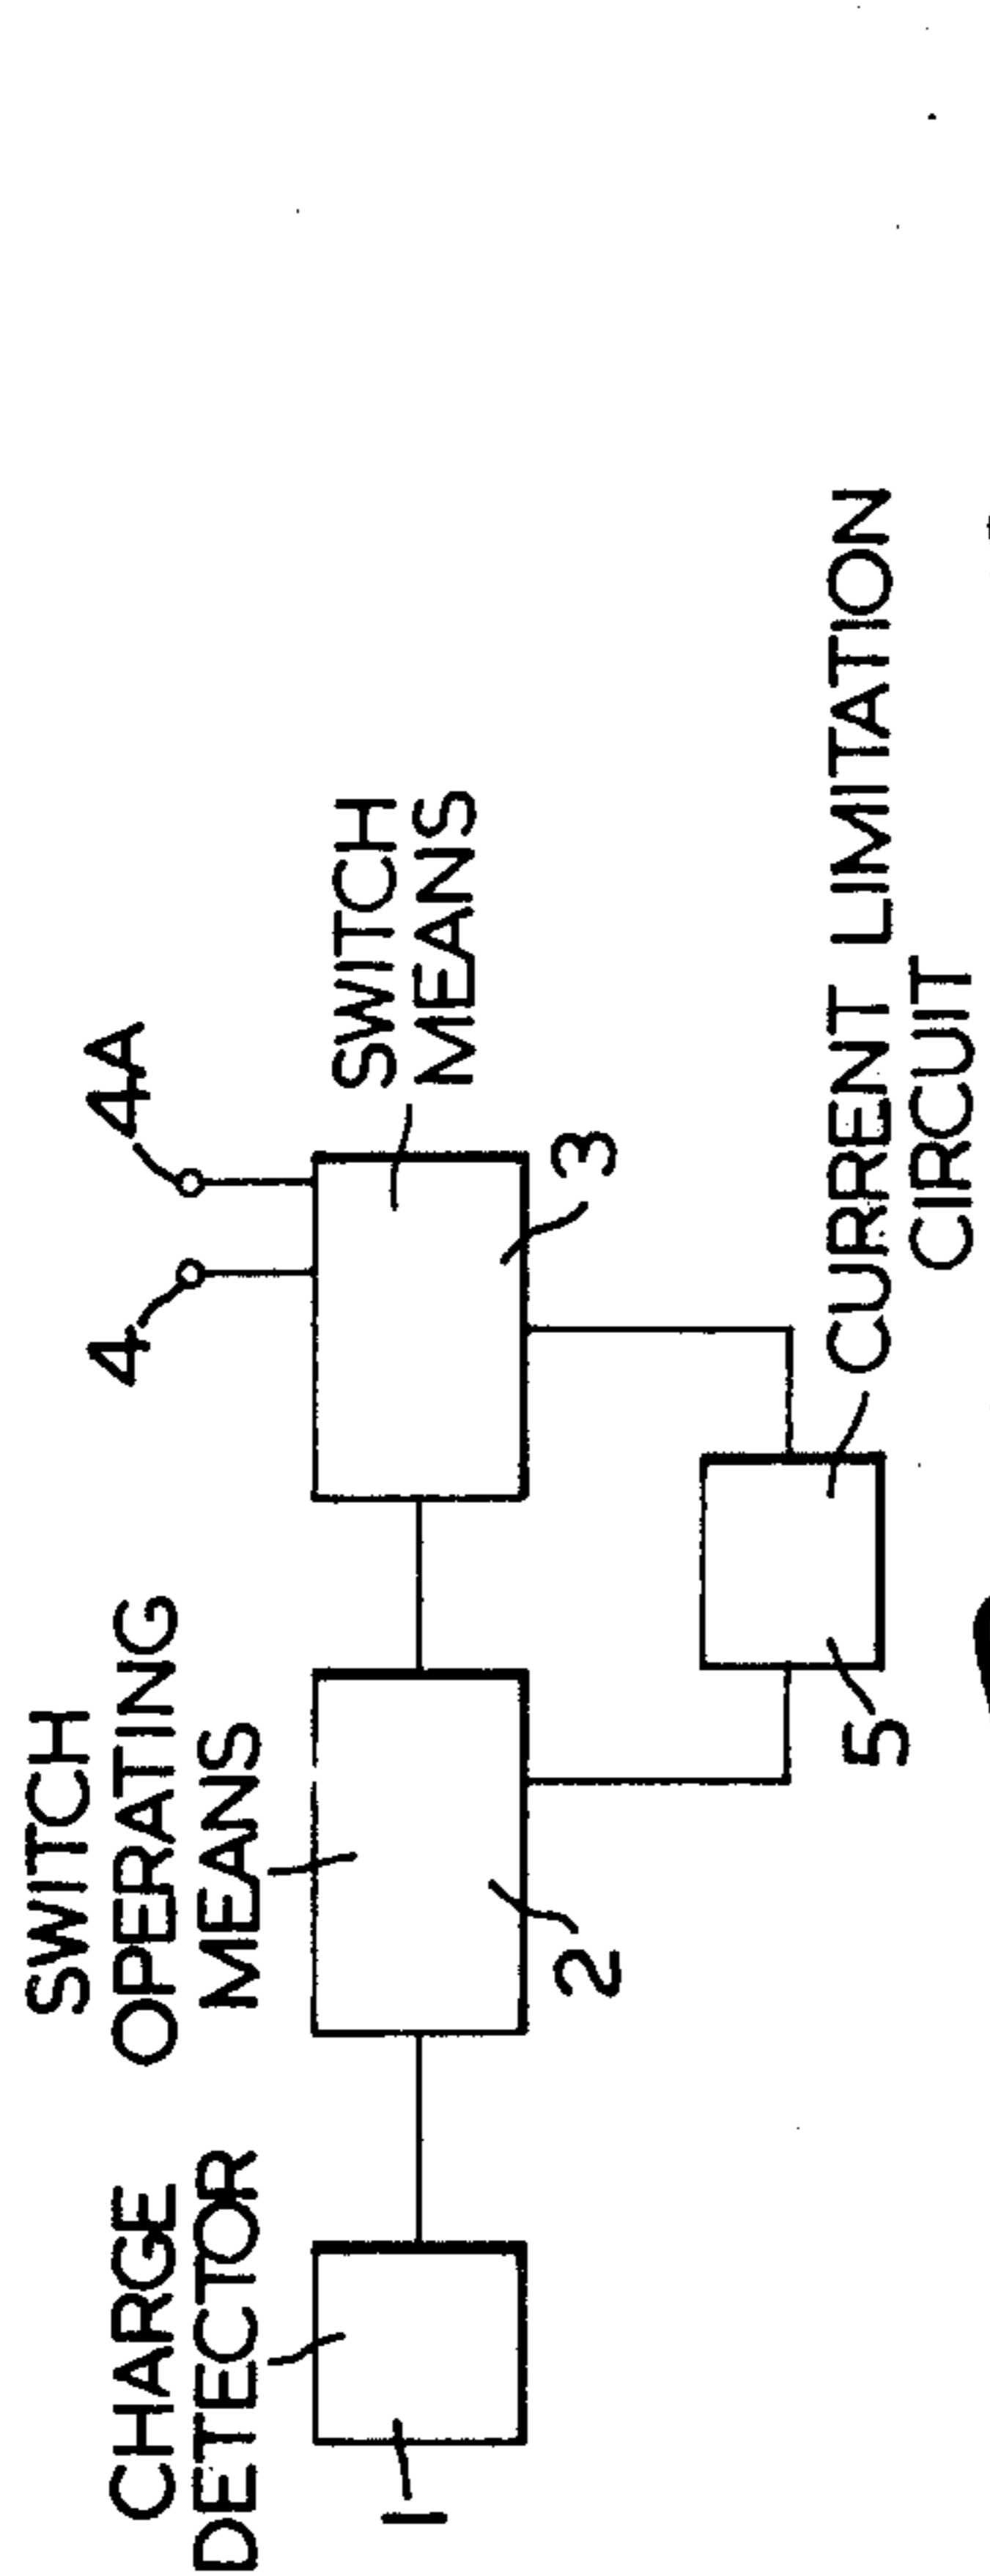 CHARGE
DETECTOR
1
SWITCH
OPERATING
MEANS
2
4
4A
SWITCH
MEANS
3
5
CURRENT LIMITATION
CIRCUIT